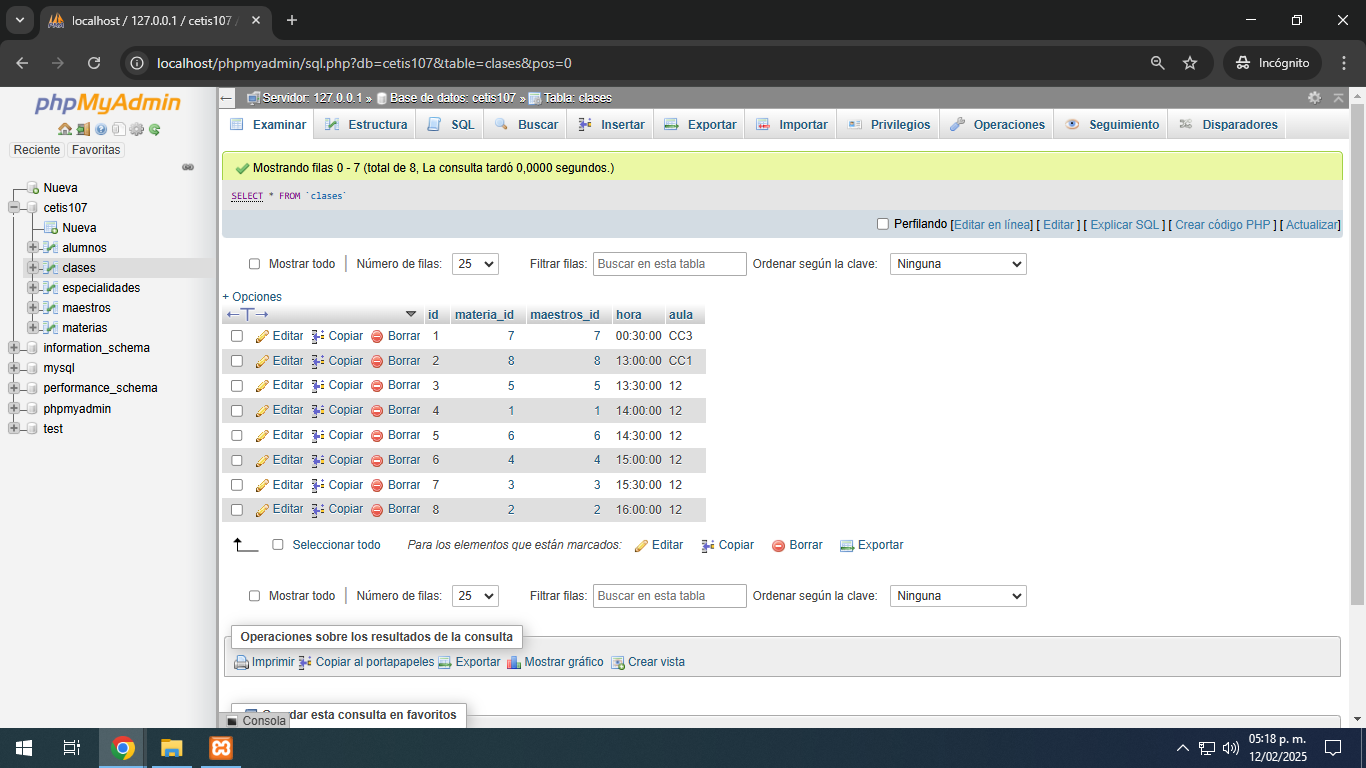 localhost / 127.0.0.1 / cetis107 /
localhost/phpmyadmin/sql.php?db=cetis107&table=clases&pos=0
Incógnito
phpMyAdmin
Reciente Favoritas
Nueva
cetis107
Nueva
alumnos
clases
especialidades
maestros
materias
information_schema
mysql
performance_schema
phpmyadmin
test
Servidor: 127.0.0.1 » Base de datos: cetis107 » Tabla: clases
Examinar Estructura SQL Buscar Insertar Exportar Importar Privilegios Operaciones Seguimiento Disparadores
Mostrando filas 0 - 7 (total de 8, La consulta tardó 0,0000 segundos.)
SELECT * FROM `clases`
Perfilando [Editar en línea] [ Editar ] [ Explicar SQL ] [ Crear código PHP ] [ Actualizar]
Mostrar todo | Número de filas: 25 Filtrar filas: Buscar en esta tabla Ordenar según la clave: Ninguna
+ Opciones
←T→ id materia_id maestros_id hora aula
Editar Copiar Borrar 1 7 7 00:30:00 CC3
Editar Copiar Borrar 2 8 8 13:00:00 CC1
Editar Copiar Borrar 3 5 5 13:30:00 12
Editar Copiar Borrar 4 1 1 14:00:00 12
Editar Copiar Borrar 5 6 6 14:30:00 12
Editar Copiar Borrar 6 4 4 15:00:00 12
Editar Copiar Borrar 7 3 3 15:30:00 12
Editar Copiar Borrar 8 2 2 16:00:00 12
Seleccionar todo Para los elementos que están marcados: Editar Copiar Borrar Exportar
Mostrar todo | Número de filas: 25 Filtrar filas: Buscar en esta tabla Ordenar según la clave: Ninguna
Operaciones sobre los resultados de la consulta
Imprimir Copiar al portapapeles Exportar Mostrar gráfico Crear vista
dar esta consulta en favoritos
Consola
05:18 p. m.
12/02/2025